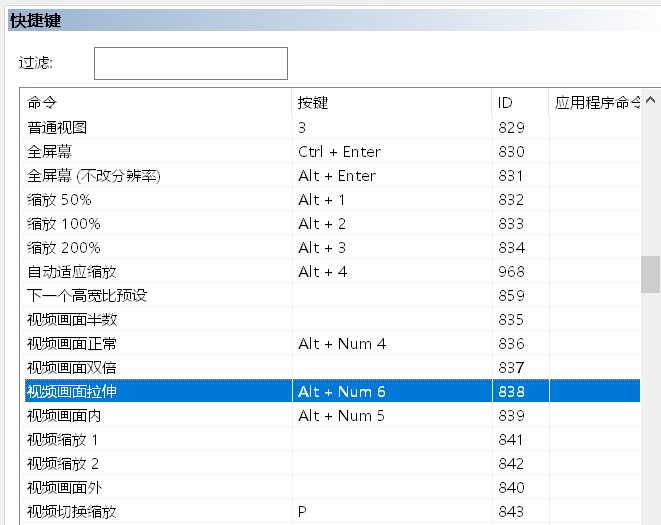 快捷键
过滤:
命令 按键 ID 应用程序命令
普通视图 3 829
全屏幕 Ctrl + Enter 830
全屏幕 (不改分辨率) Alt + Enter 831
缩放 50% Alt + 1 832
缩放 100% Alt + 2 833
缩放 200% Alt + 3 834
自动适应缩放 Alt + 4 968
下一个高宽比预设 859
视频画面半数 835
视频画面正常 Alt + Num 4 836
视频画面双倍 837
视频画面拉伸 Alt + Num 6 838
视频画面内 Alt + Num 5 839
视频缩放 1 841
视频缩放 2 842
视频画面外 840
视频切换缩放 P 843